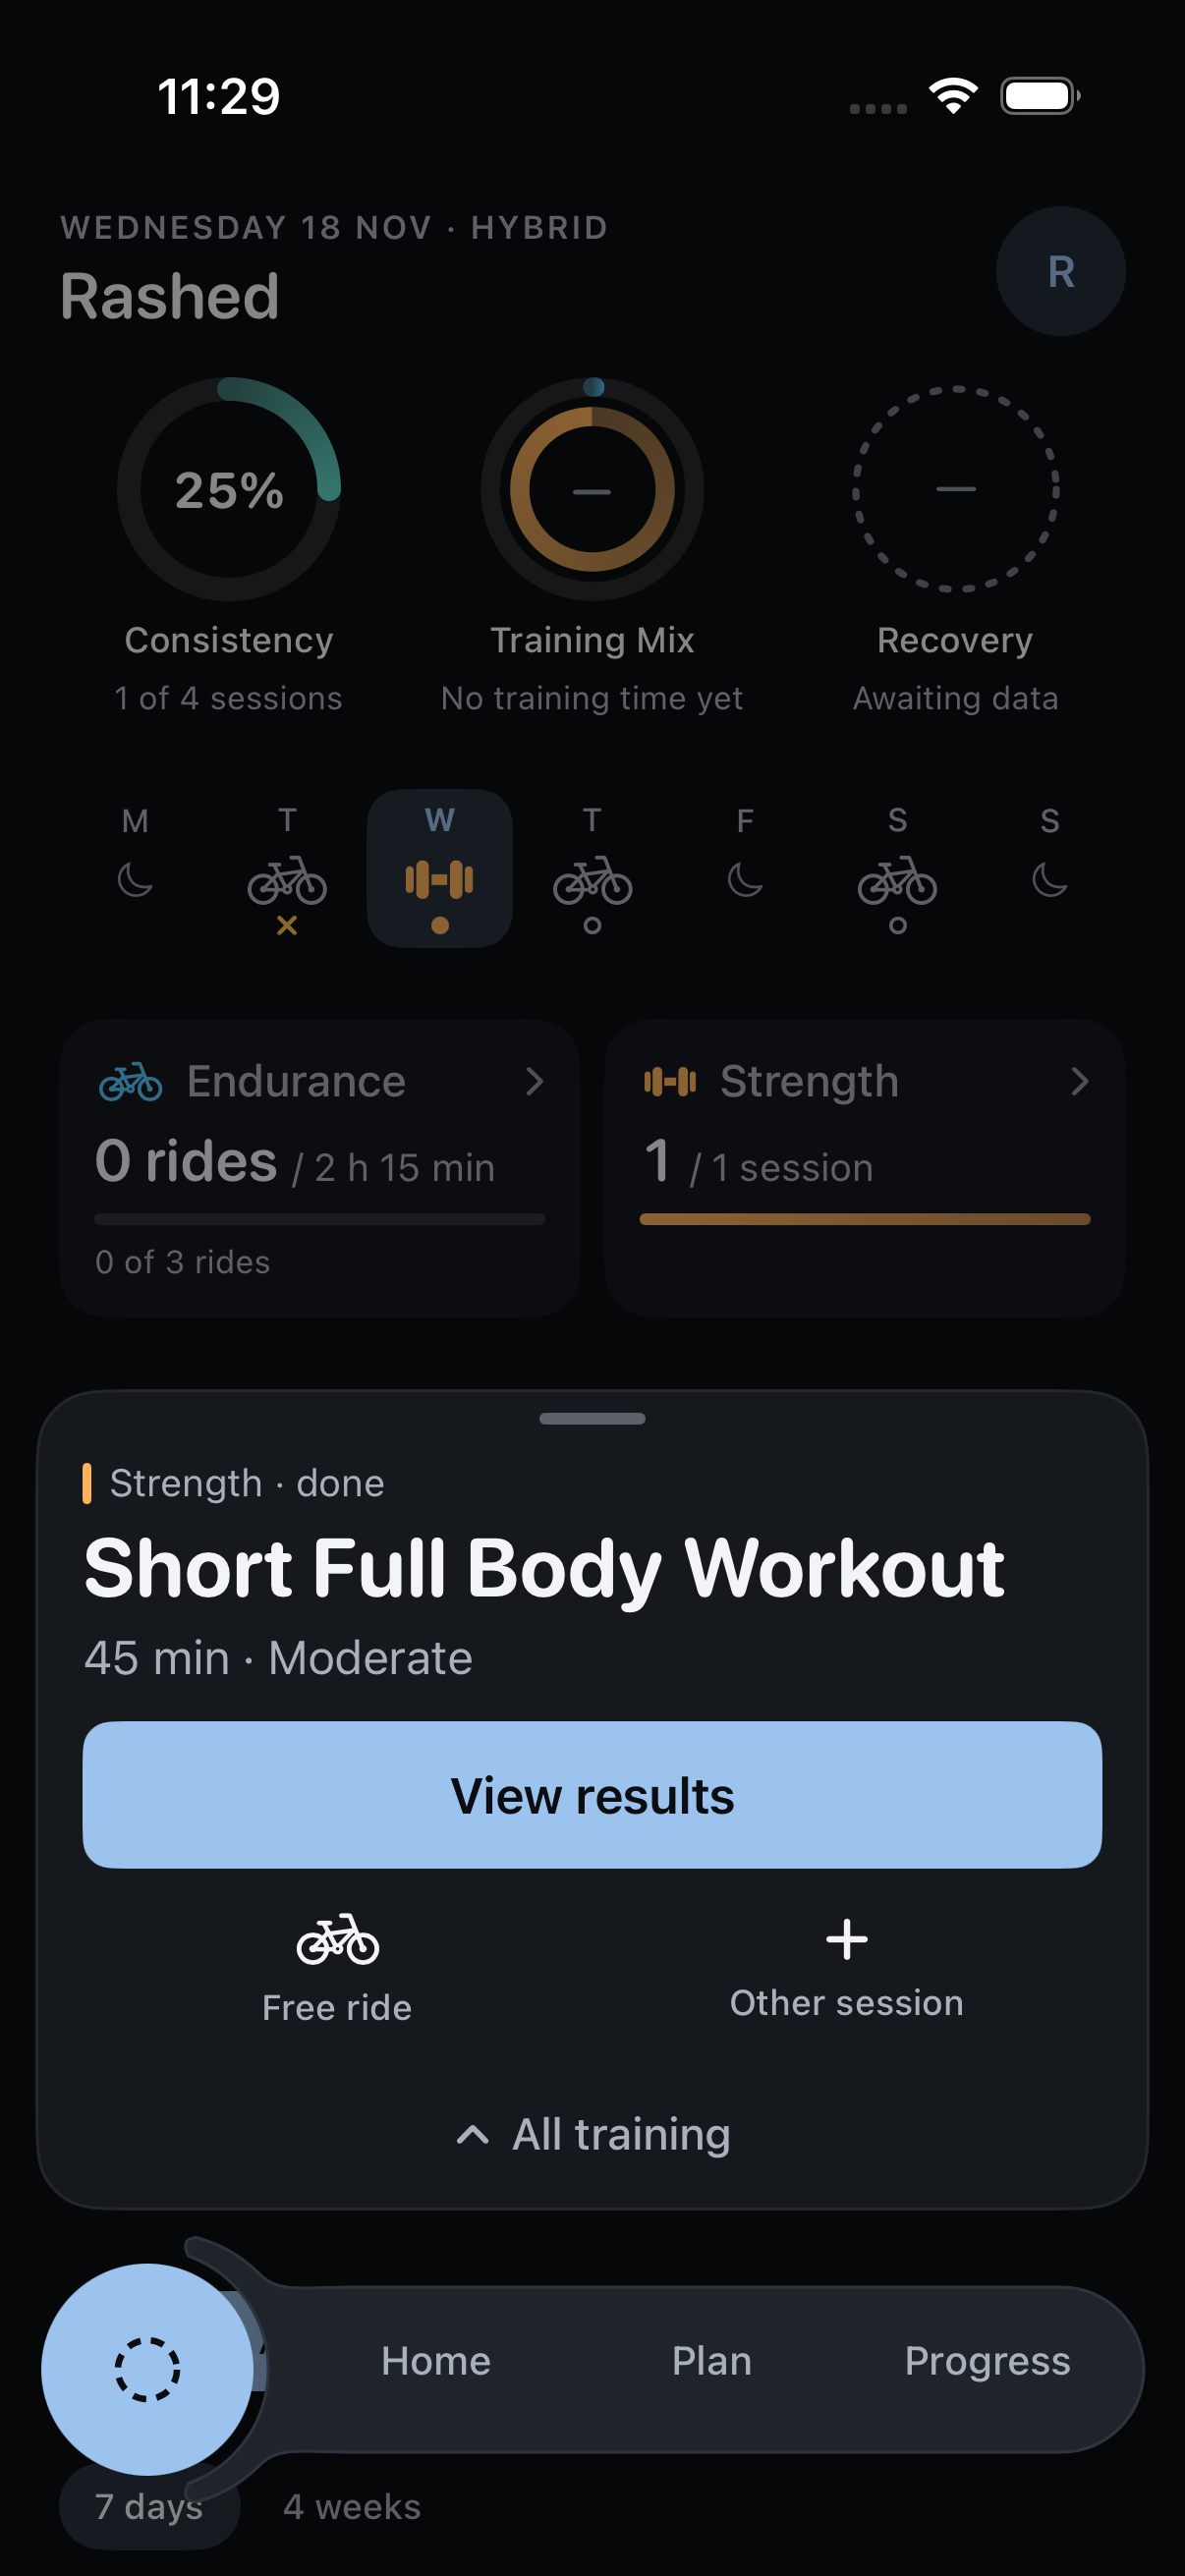 11:29
WEDNESDAY 18 NOV · HYBRID
Rashed
R
25%
—
—
Consistency
Training Mix
Recovery
1 of 4 sessions
No training time yet
Awaiting data
M T W T F S S
Endurance
0 rides / 2 h 15 min
0 of 3 rides
Strength
1 / 1 session
Strength · done
Short Full Body Workout
45 min · Moderate
View results
Free ride
Other session
All training
Home
Plan
Progress
7 days
4 weeks